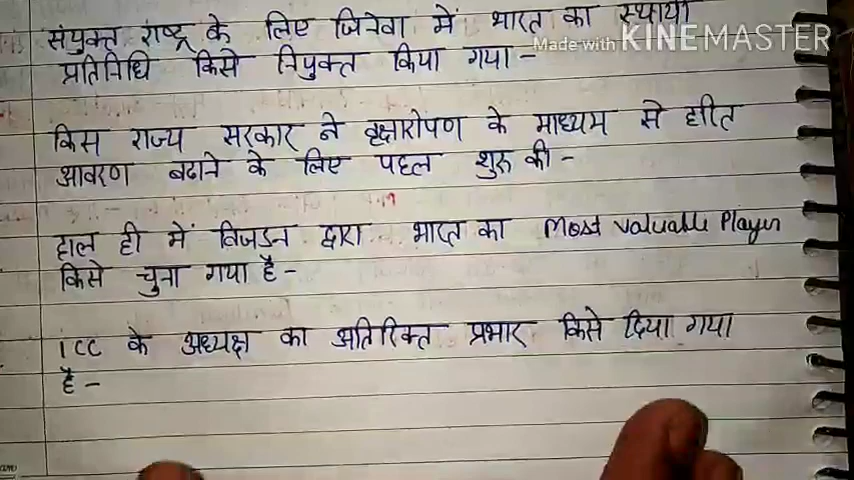 संयुक्त राष्ट्र के लिए जिनेवा में भारत का स्थायी
Made with KINEMASTER
प्रतिनिधि किसे नियुक्त किया गया -
किस राज्य सरकार ने वृक्षारोपण के माध्यम से हरित
आवरण बढाने के लिए पहल शुरू की -
हाल ही में विजडन द्वारा भारत का Most valuable Player
किसे चुना गया है -
icc के अध्यक्ष का अतिरिक्त प्रभार किसे दिया गया
है -